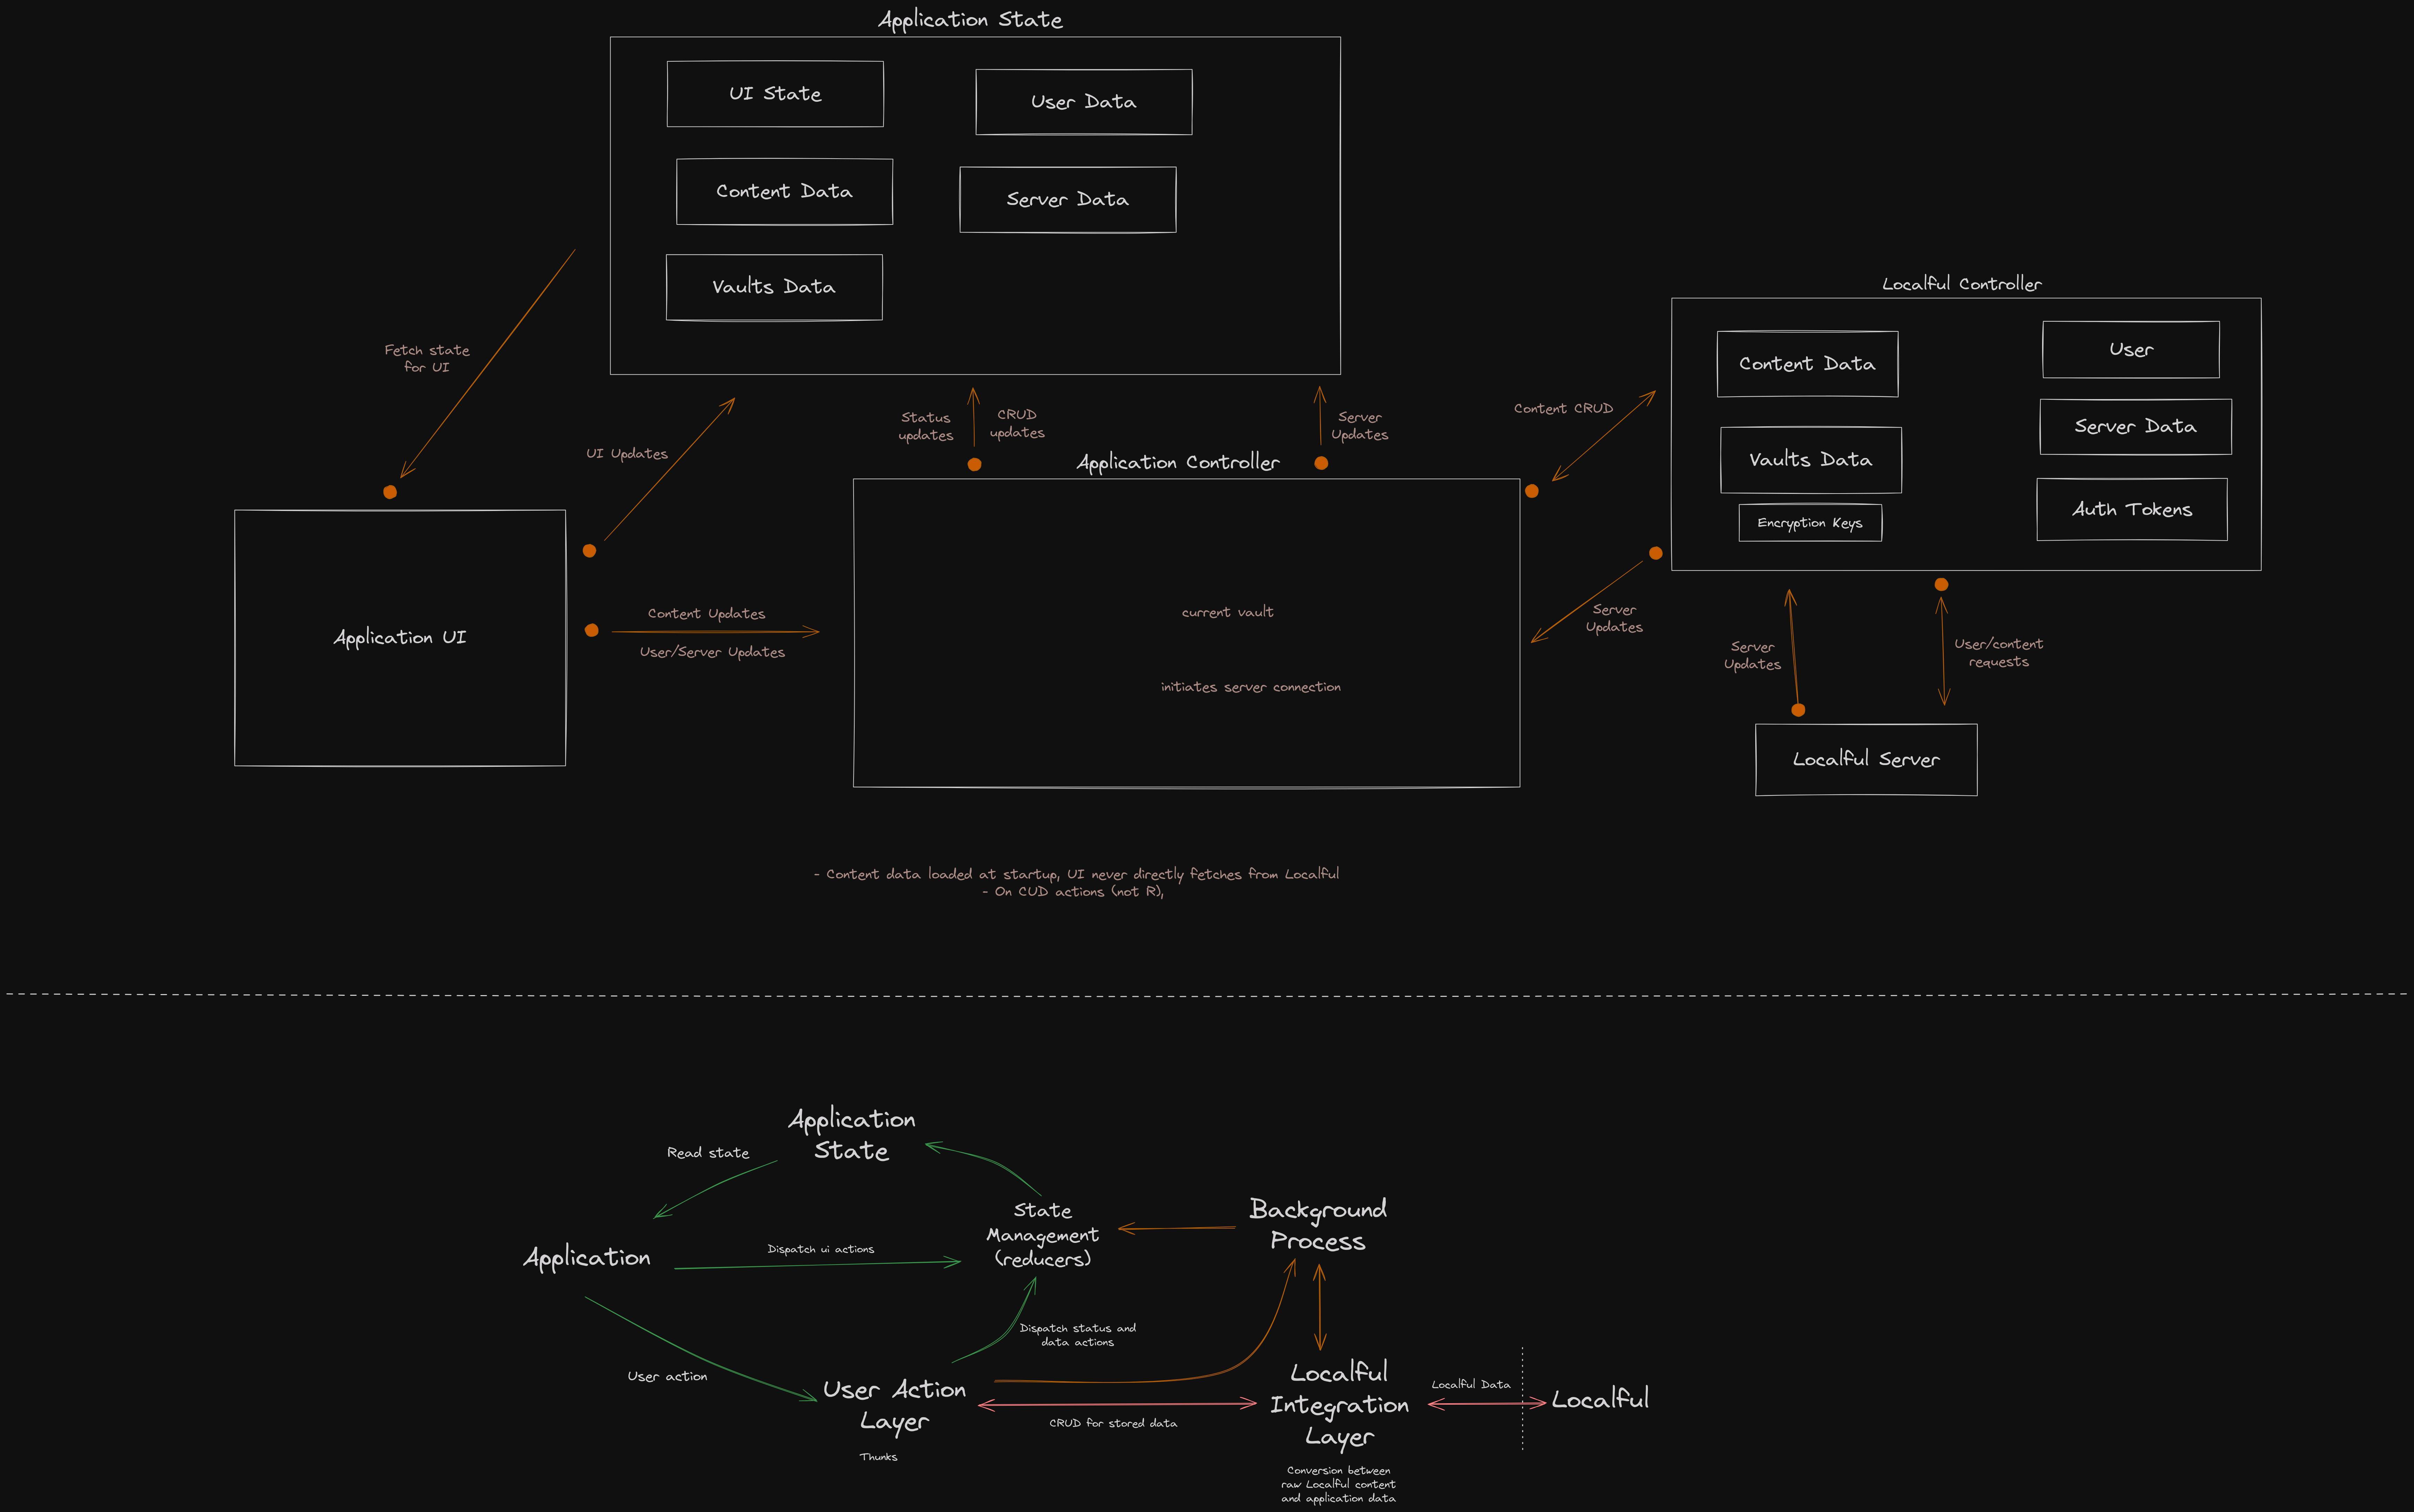 Application State
UI State
User Data
Content Data
Server Data
Vaults Data
Localful Controller
Content Data
User
Vaults Data
Server Data
Encryption Keys
Auth Tokens
Fetch state
for UI
UI Updates
Status
updates
CRUD
updates
Server
Updates
Content CRUD
Application Controller
Application UI
Content Updates
User/Server Updates
current vault
initiates server connection
Server
Updates
Server
Updates
User/content
requests
Localful Server
- Content data loaded at startup, UI never directly fetches from Localful
- On CUD actions (not R),
Application
State
Read state
State
Management
(reducers)
Background
Process
Application
Dispatch ui actions
Dispatch status and
data actions
User action
User Action
Layer
Thunks
CRUD for stored data
Localful
Integration
Layer
Localful Data
Localful
Conversion between
raw Localful content
and application data